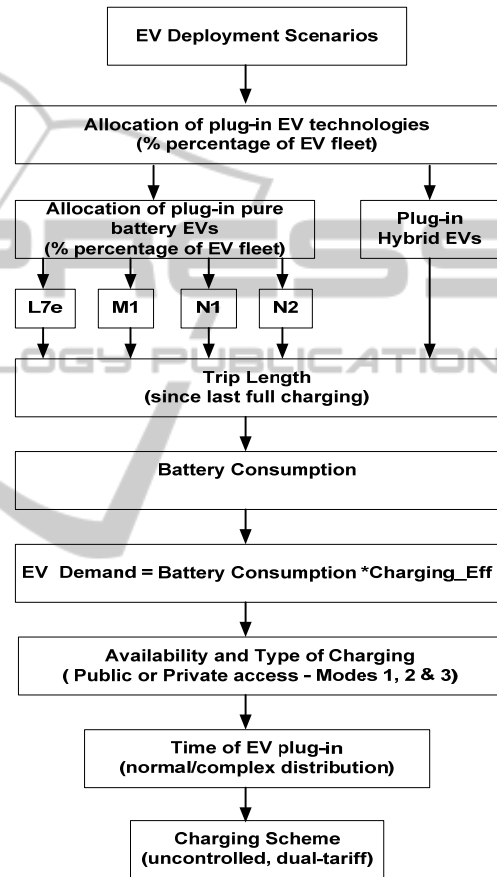 EV Deployment Scenarios
Allocation of plug-in EV technologies
(% percentage of EV fleet)
Allocation of plug-in pure
battery EVs
(% percentage of EV fleet)
Plug-in
Hybrid EVs
L7e
M1
N1
N2
Trip Length
(since last full charging)
Battery Consumption
EV Demand = Battery Consumption *Charging_Eff
Availability and Type of Charging
( Public or Private access - Modes 1, 2 & 3)
Time of EV plug-in
(normal/complex distribution)
Charging Scheme
(uncontrolled, dual-tariff)